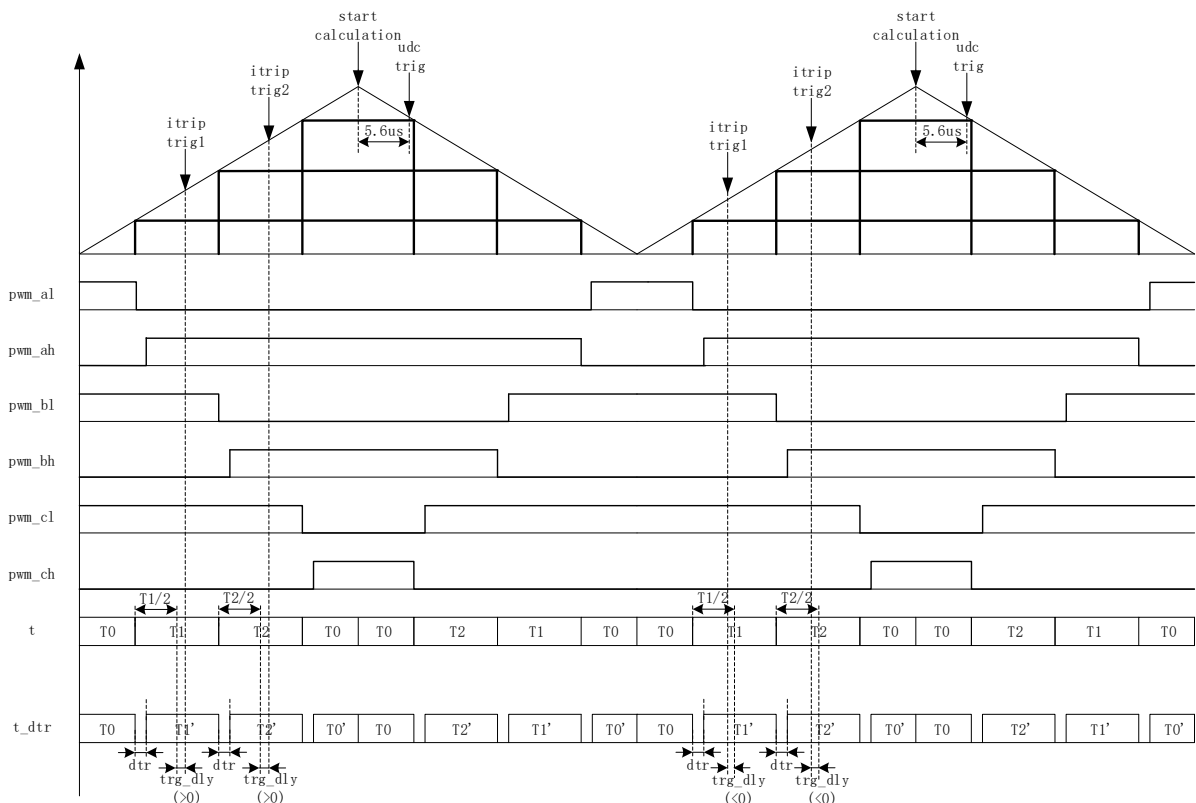 start
calculation
udc
trig
itrip
trig2
itrip
trig1
5.6us
start
calculation
udc
trig
itrip
trig2
itrip
trig1
5.6us
pwm_al
pwm_ah
pwm_bl
pwm_bh
pwm_cl
pwm_ch
T1/2 T2/2 T1/2 T2/2
t T0 T1 T2 T0 T0 T2 T1 T0 T0 T1 T2 T0 T0 T2 T1 T0
t_dtr T0 T1' T2' T0' T0 T2' T1' T0' T0 T1' T2' T0' T0 T2' T1' T0'
dtr dtr dtr dtr
trg_dly trg_dly trg_dly trg_dly
(>0) (>0) (<0) (<0)